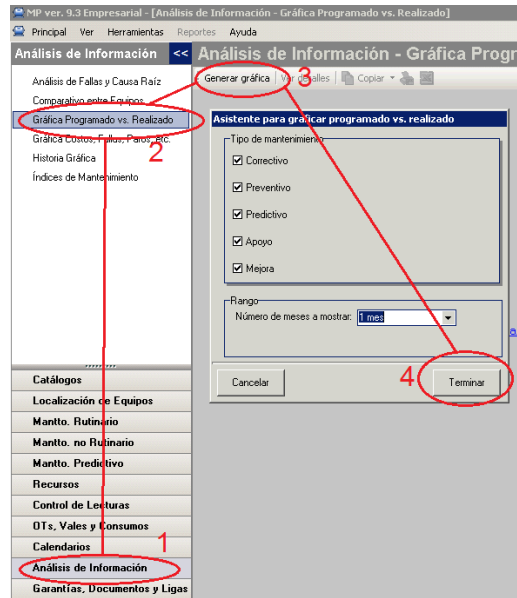 MP ver. 9.3 Empresarial - [Análisis de Información - Gráfica Programado vs. Realizado]
Principal Ver Herramientas Reportes Ayuda
Análisis de Información <<
Análisis de Información - Gráfica Progr
Generar gráfica Ver detalles Copiar
Análisis de Fallas y Causa Raíz
Comparativo entre Equipos
Gráfica Programado vs. Realizado
Gráfica Costos, Fallas, Paros, etc.
Historia Gráfica
Índices de Mantenimiento
2
3
Asistente para gráficar programado vs. realizado
Tipo de mantenimiento
Correctivo
Preventivo
Predictivo
Apoyo
Mejora
Rango
Número de meses a mostrar: 1 mes
Cancelar
4
Terminar
Catálogos
Localización de Equipos
Mantto. Rutinario
Mantto. no Rutinario
Mantto. Predictivo
Recursos
Control de Lecturas
OTs, Vales y Consumos
Calendarios
1
Análisis de Información
Garantías, Documentos y Ligas